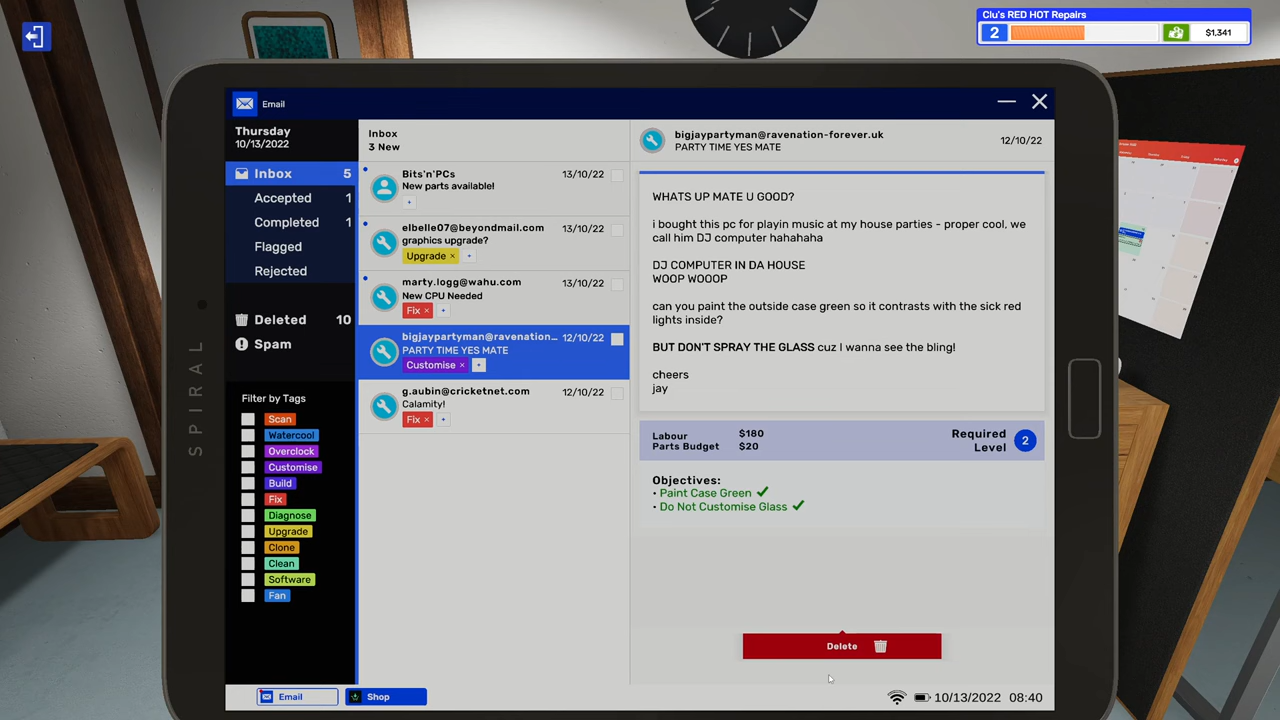 Clu's RED HOT Repairs
2
$1,341
SPIRAL
Email
Thursday
10/13/2022
Inbox 5
Accepted 1
Completed 1
Flagged
Rejected
Deleted 10
Spam
Filter by Tags
Scan
Watercool
Overclock
Customise
Build
Fix
Diagnose
Upgrade
Clone
Clean
Software
Fan
Inbox
3 New
Bits'n'PCs 13/10/22
New parts available!
+
elbelle07@beyondmail.com 13/10/22
graphics upgrade?
Upgrade × +
marty.logg@wahu.com 13/10/22
New CPU Needed
Fix × +
bigjaypartyman@ravenation... 12/10/22
PARTY TIME YES MATE
Customise × +
g.aubin@cricketnet.com 12/10/22
Calamity!
Fix × +
bigjaypartyman@ravenation-forever.uk 12/10/22
PARTY TIME YES MATE
WHATS UP MATE U GOOD?
i bought this pc for playin music at my house parties - proper cool, we
call him DJ computer hahahaha
DJ COMPUTER IN DA HOUSE
WOOP WOOOP
can you paint the outside case green so it contrasts with the sick red
lights inside?
BUT DON'T SPRAY THE GLASS cuz I wanna see the bling!
cheers
jay
Labour $180
Parts Budget $20
Required
Level 2
Objectives:
• Paint Case Green
• Do Not Customise Glass
Delete
Email
Shop
10/13/2022 08:40